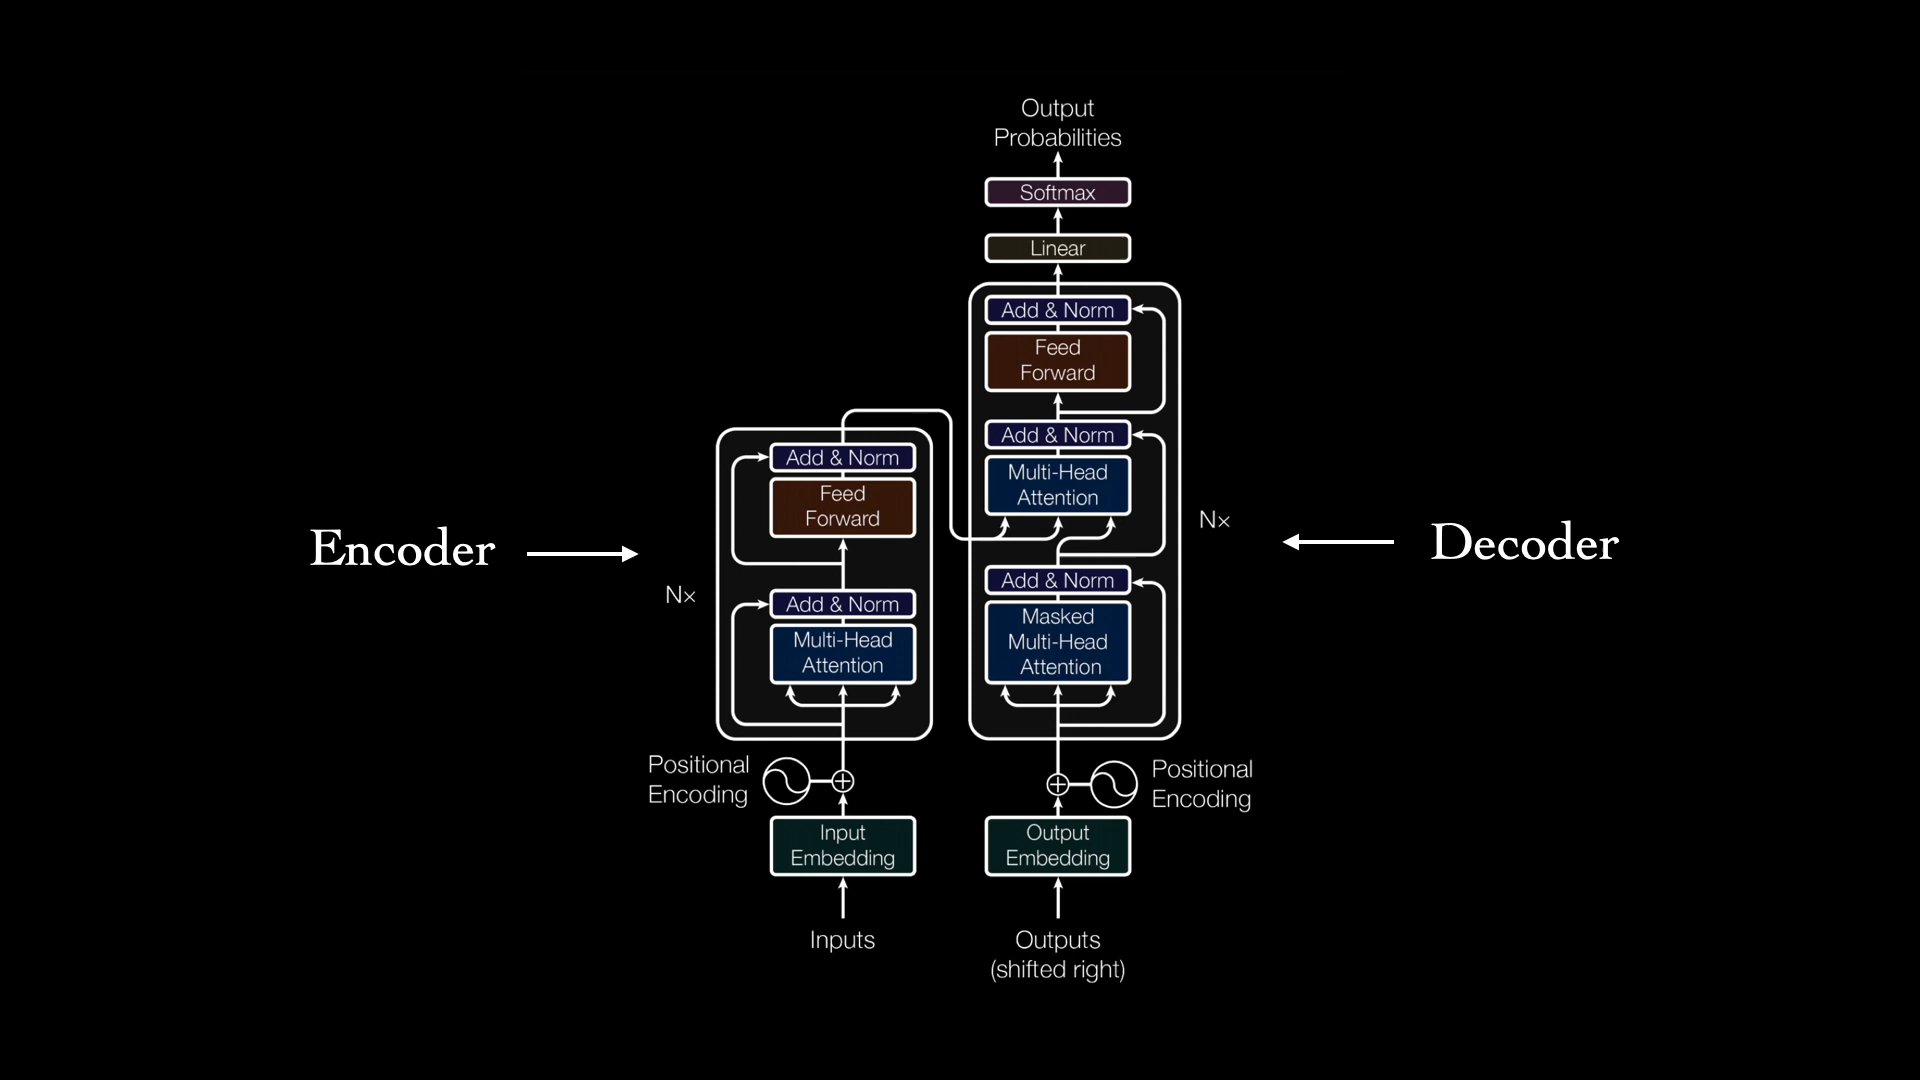 Output
Probabilities
Softmax
Linear
Add & Norm
Feed
Forward
Add & Norm
Multi-Head
Attention
Nx
Add & Norm
Masked
Multi-Head
Attention
Decoder
Encoder
Add & Norm
Feed
Forward
Nx
Add & Norm
Multi-Head
Attention
Positional
Encoding
Positional
Encoding
Input
Embedding
Output
Embedding
Inputs
Outputs
(shifted right)